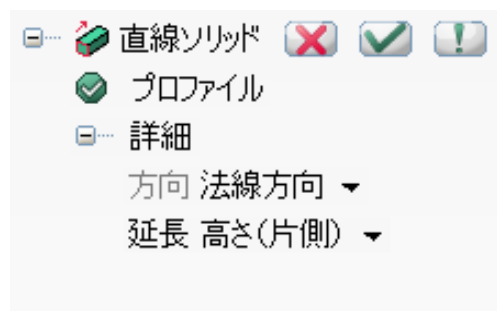 直線ソリッド
プロファイル
詳細
方向 法線方向
延長 高さ(片側)